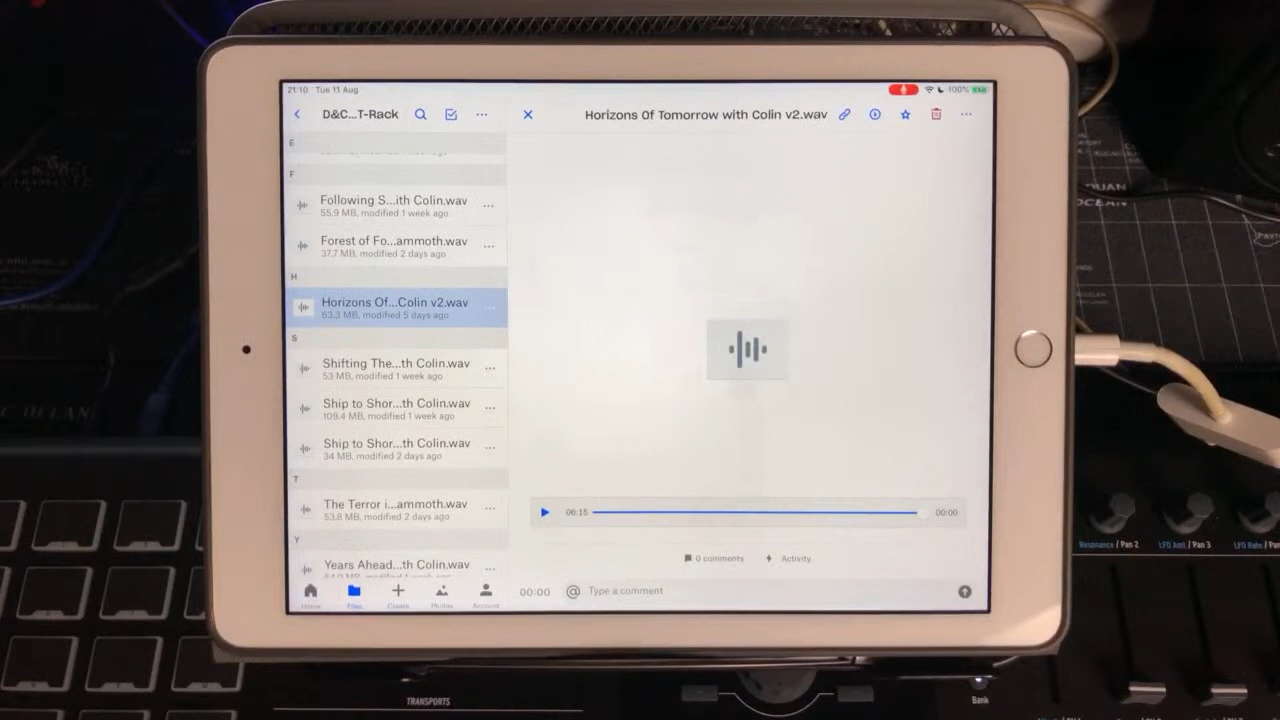 21:10 Tue 11 Aug
100%
D&C...T-Rack
Horizons Of Tomorrow with Colin v2.wav
E
F
Following S...ith Colin.wav
55.9 MB, modified 1 week ago
Forest of Fo...ammoth.wav
37.7 MB, modified 2 days ago
H
Horizons Of...Colin v2.wav
63.3 MB, modified 5 days ago
S
Shifting The...th Colin.wav
53 MB, modified 1 week ago
Ship to Shor...th Colin.wav
109.4 MB, modified 1 week ago
Ship to Shor...th Colin.wav
34 MB, modified 2 days ago
T
The Terror i...ammoth.wav
53.8 MB, modified 2 days ago
Y
Years Ahead...th Colin.wav
06:15
00:00
0 comments
Activity
Home
Files
Create
Photos
Account
00:00
@ Type a comment
OCEAN
Resonance / Pan 2
LFO Amt / Pan 3
LFO Rate /
TRANSPORTS
Bank